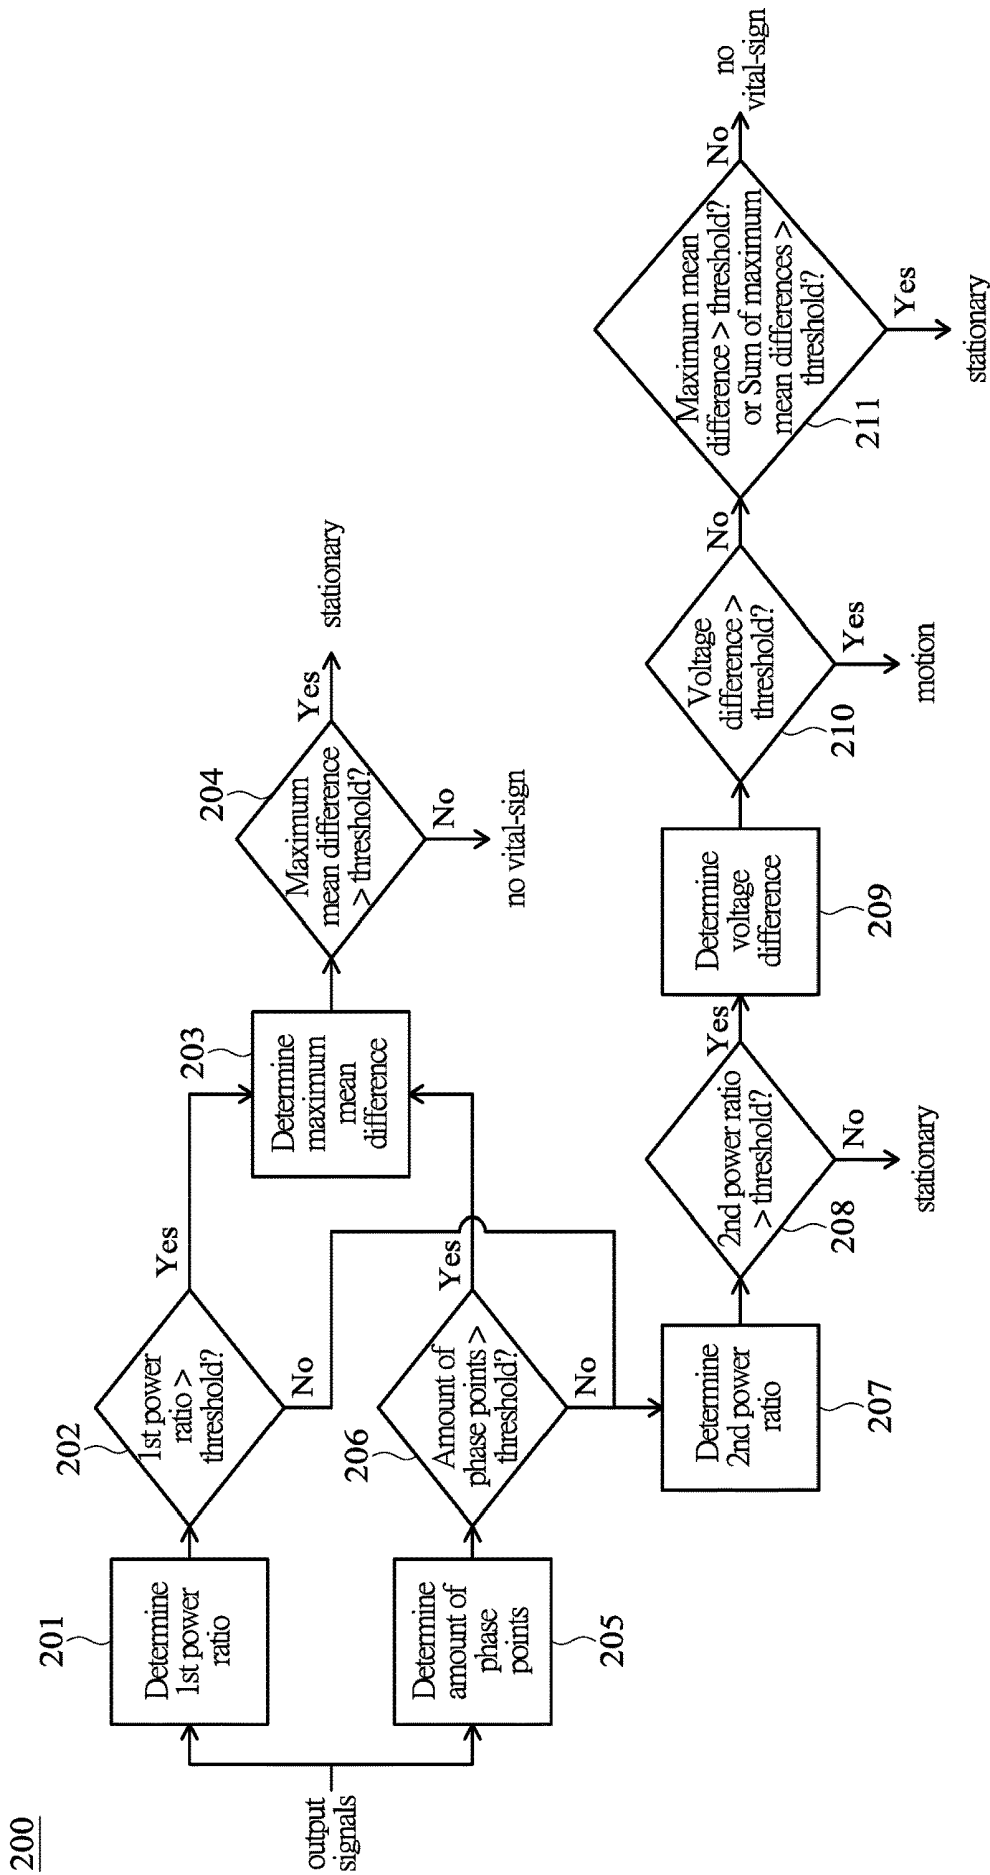 200
output
signals
201
Determine
1st power
ratio
202
1st power
ratio >
threshold?
Yes
No
203
Determine
maximum
mean
difference
204
Maximum
mean difference
> threshold?
Yes
stationary
No
no vital-sign
205
Determine
amount of
phase
points
206
Amount of
phase points >
threshold?
Yes
No
207
Determine
2nd power
ratio
208
2nd power ratio
> threshold?
Yes
No
stationary
209
Determine
voltage
difference
210
Voltage
difference >
threshold?
No
Yes
motion
211
Maximum mean
difference > threshold?
or Sum of maximum
mean differences >
threshold?
No
no
vital-sign
Yes
stationary